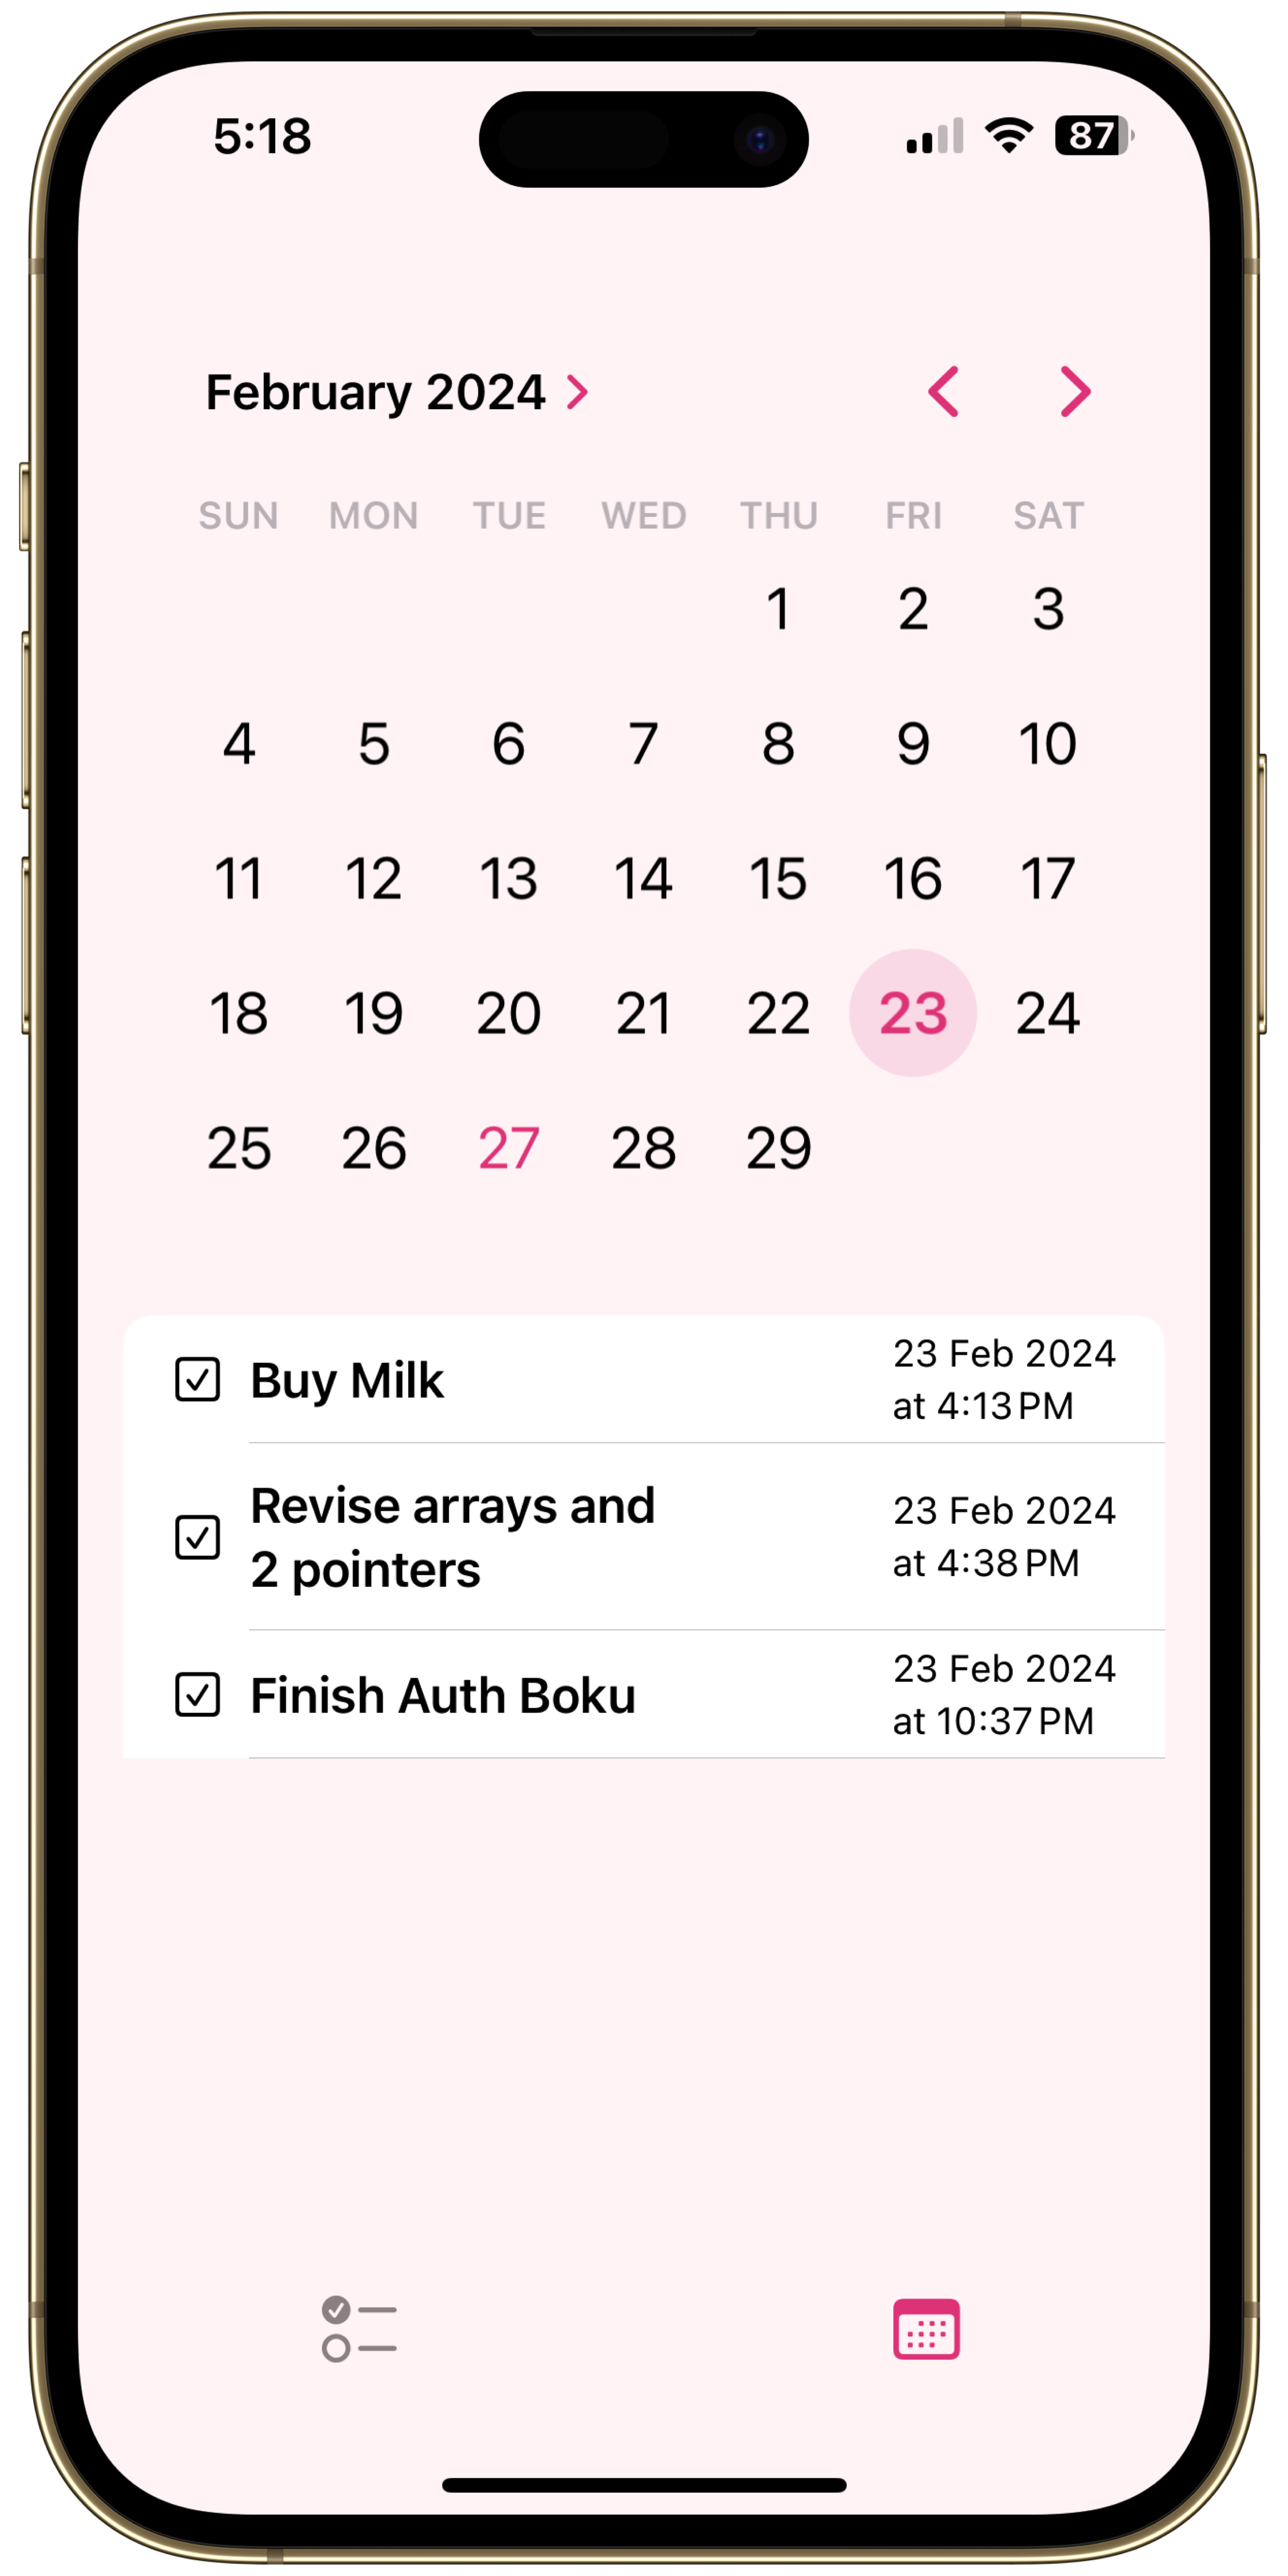 5:18
87
February 2024
SUN MON TUE WED THU FRI SAT
1 2 3
4 5 6 7 8 9 10
11 12 13 14 15 16 17
18 19 20 21 22 23 24
25 26 27 28 29
Buy Milk
23 Feb 2024
at 4:13 PM
Revise arrays and
2 pointers
23 Feb 2024
at 4:38 PM
Finish Auth Boku
23 Feb 2024
at 10:37 PM